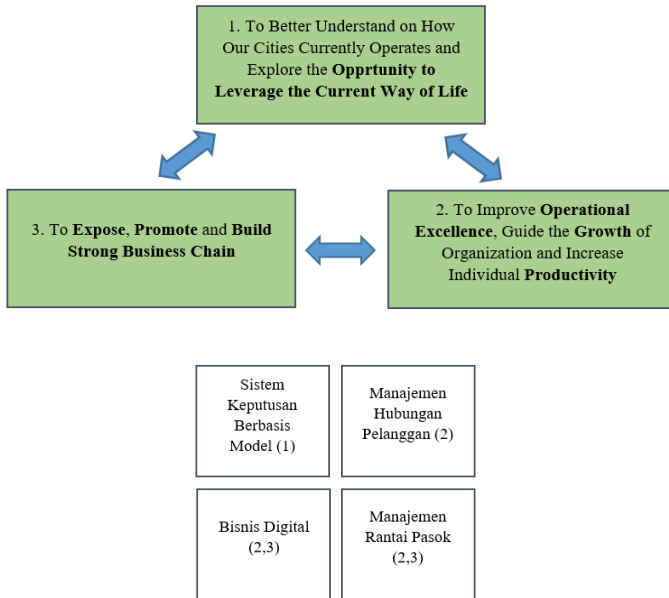 1. To Better Understand on How
Our Cities Currently Operates and
Explore the Opprtunity to
Leverage the Current Way of Life
3. To Expose, Promote and Build
Strong Business Chain
2. To Improve Operational
Excellence, Guide the Growth of
Organization and Increase
Individual Productivity
Sistem
Keputusan
Berbasis
Model (1)
Manajemen
Hubungan
Pelanggan (2)
Bisnis Digital
(2,3)
Manajemen
Rantai Pasok
(2,3)